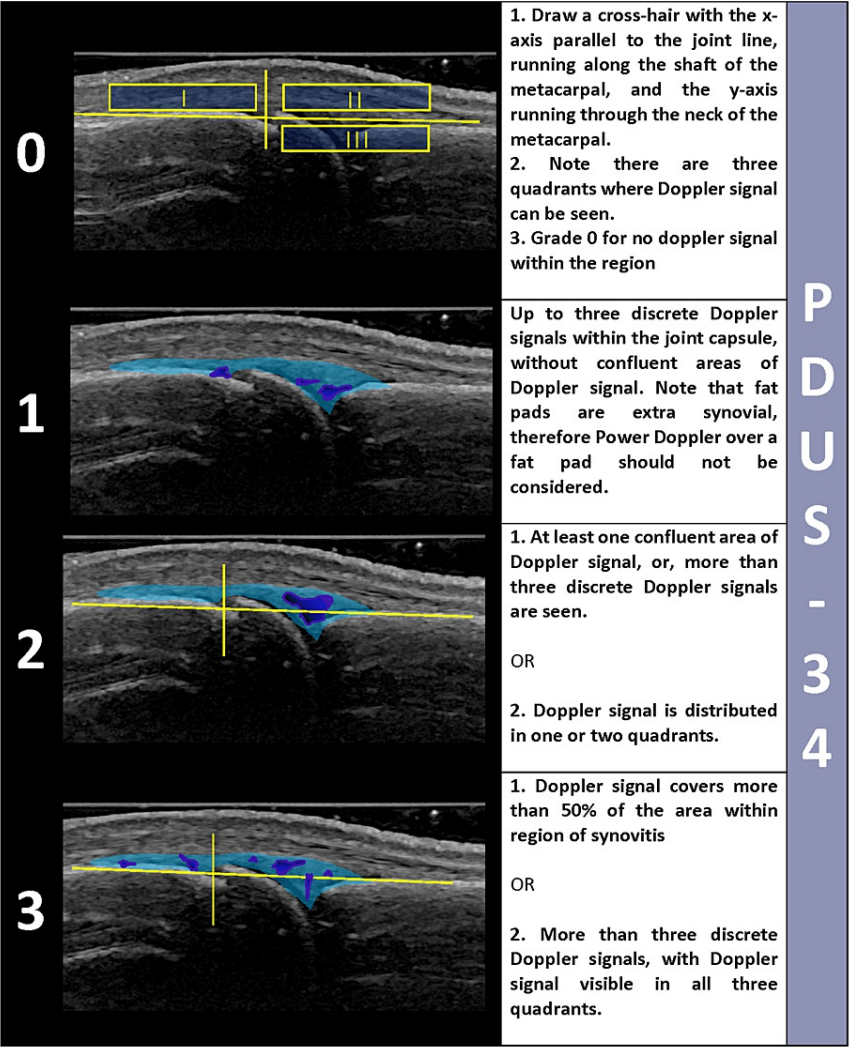 0
I
II
III
1. Draw a cross-hair with the x-
axis parallel to the joint line,
running along the shaft of the
metacarpal, and the y-axis
running through the neck of the
metacarpal.
2. Note there are three
quadrants where Doppler signal
can be seen.
3. Grade 0 for no doppler signal
within the region
1
Up to three discrete Doppler
signals within the joint capsule,
without confluent areas of
Doppler signal. Note that fat
pads are extra synovial,
therefore Power Doppler over a
fat pad should not be
considered.
2
1. At least one confluent area of
Doppler signal, or, more than
three discrete Doppler signals
are seen.
OR
2. Doppler signal is distributed
in one or two quadrants.
3
1. Doppler signal covers more
than 50% of the area within
region of synovitis
OR
2. More than three discrete
Doppler signals, with Doppler
signal visible in all three
quadrants.
P
D
U
S
-
3
4